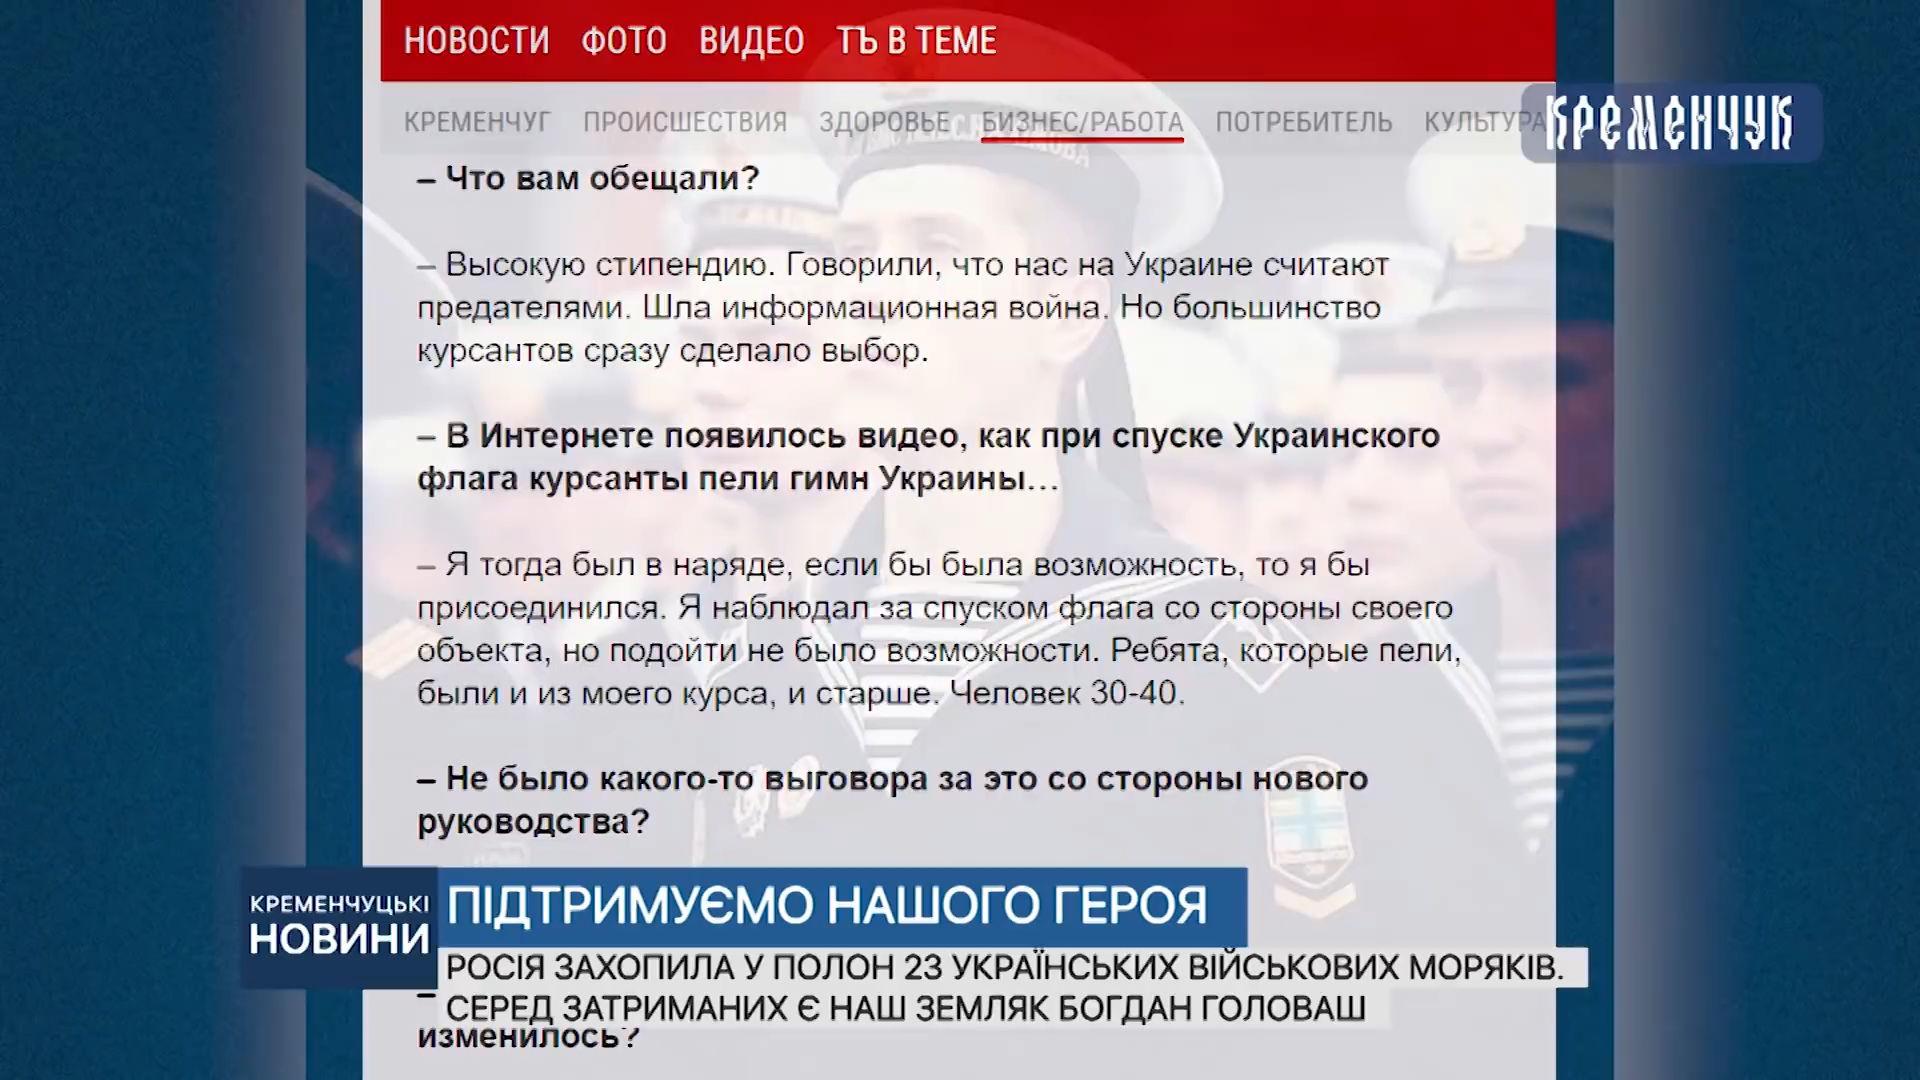 НОВОСТИ ФОТО ВИДЕО ТЪ В ТЕМЕ
КРЕМЕНЧУГ ПРОИСШЕСТВИЯ ЗДОРОВЬЕ БИЗНЕС/РАБОТА ПОТРЕБИТЕЛЬ КУЛЬТУРА
КРЕМЕНЧУК
– Что вам обещали?
– Высокую стипендию. Говорили, что нас на Украине считают
предателями. Шла информационная война. Но большинство
курсантов сразу сделало выбор.
– В Интернете появилось видео, как при спуске Украинского
флага курсанты пели гимн Украины…
– Я тогда был в наряде, если бы была возможность, то я бы
присоединился. Я наблюдал за спуском флага со стороны своего
объекта, но подойти не было возможности. Ребята, которые пели,
были и из моего курса, и старше. Человек 30-40.
– Не было какого-то выговора за это со стороны нового
руководства?
КРЕМЕНЧУЦЬКІ
НОВИНИ
ПІДТРИМУЄМО НАШОГО ГЕРОЯ
РОСІЯ ЗАХОПИЛА У ПОЛОН 23 УКРАЇНСЬКИХ ВІЙСЬКОВИХ МОРЯКІВ.
СЕРЕД ЗАТРИМАНИХ Є НАШ ЗЕМЛЯК БОГДАН ГОЛОВАШ
–
изменилось?